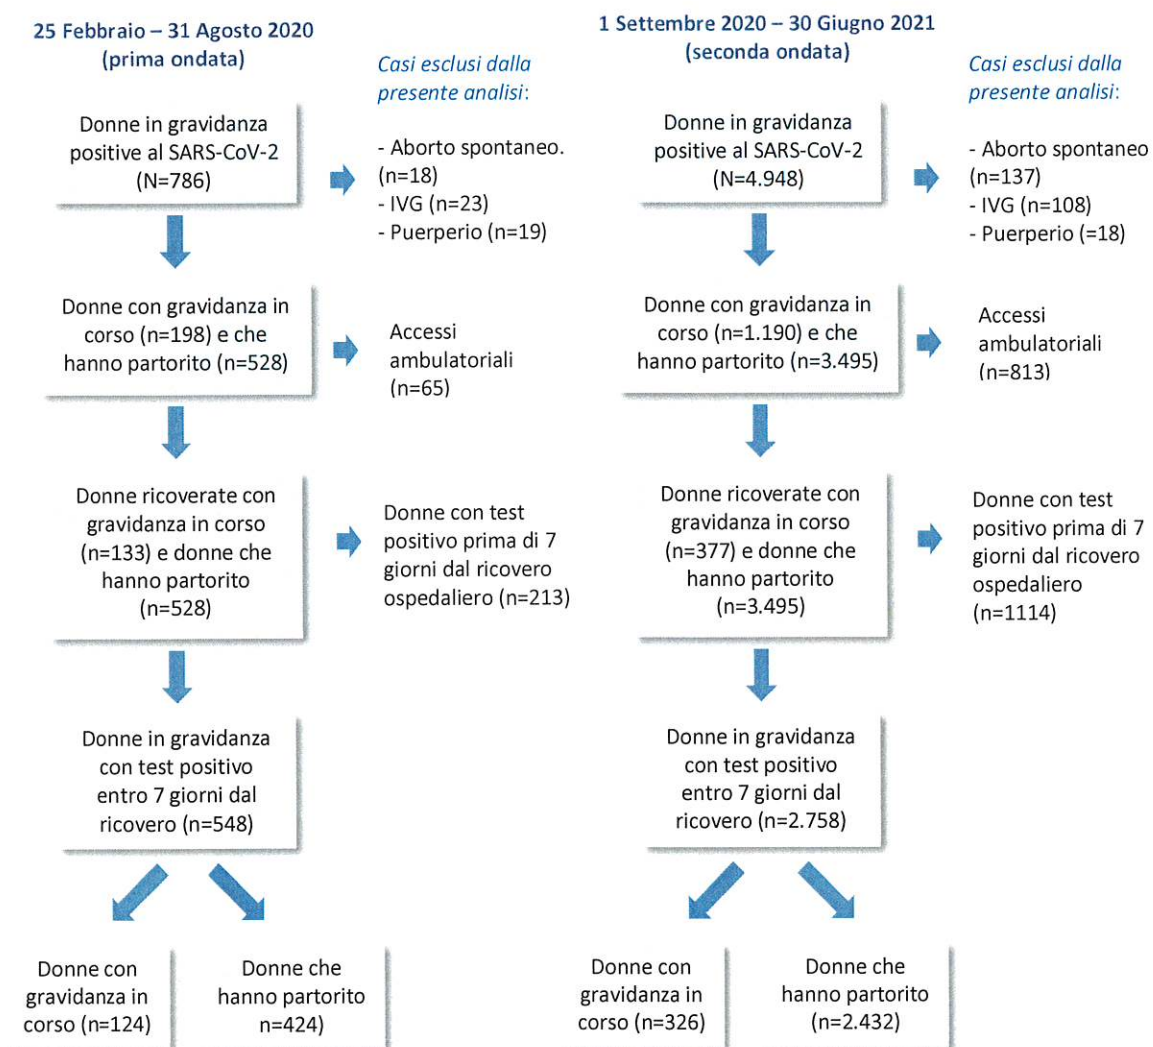 25 Febbraio – 31 Agosto 2020
(prima ondata)
Casi esclusi dalla
presente analisi:
Donne in gravidanza
positive al SARS-CoV-2
(N=786)
- Aborto spontaneo.
(n=18)
- IVG (n=23)
- Puerperio (n=19)
Donne con gravidanza in
corso (n=198) e che
hanno partorito (n=528)
Accessi
ambulatoriali
(n=65)
Donne ricoverate con
gravidanza in corso
(n=133) e donne che
hanno partorito
(n=528)
Donne con test
positivo prima di 7
giorni dal ricovero
ospedaliero (n=213)
Donne in gravidanza
con test positivo
entro 7 giorni dal
ricovero (n=548)
Donne con
gravidanza in
corso (n=124)
Donne che
hanno partorito
n=424)
1 Settembre 2020 – 30 Giugno 2021
(seconda ondata)
Casi esclusi dalla
presente analisi:
Donne in gravidanza
positive al SARS-CoV-2
(N=4.948)
- Aborto spontaneo
(n=137)
- IVG (n=108)
- Puerperio (=18)
Donne con gravidanza in
corso (n=1.190) e che
hanno partorito (n=3.495)
Accessi
ambulatoriali
(n=813)
Donne ricoverate con
gravidanza in corso
(n=377) e donne che
hanno partorito
(n=3.495)
Donne con test
positivo prima di 7
giorni dal ricovero
ospedaliero
(n=1114)
Donne in gravidanza
con test positivo
entro 7 giorni dal
ricovero (n=2.758)
Donne con
gravidanza in
corso (n=326)
Donne che
hanno partorito
(n=2.432)